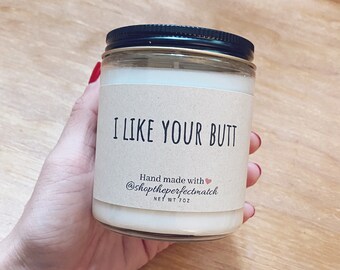 I LIKE YOUR BUTT
Hand made with❤
@shoptheperfectmatch
NET WT 7OZ